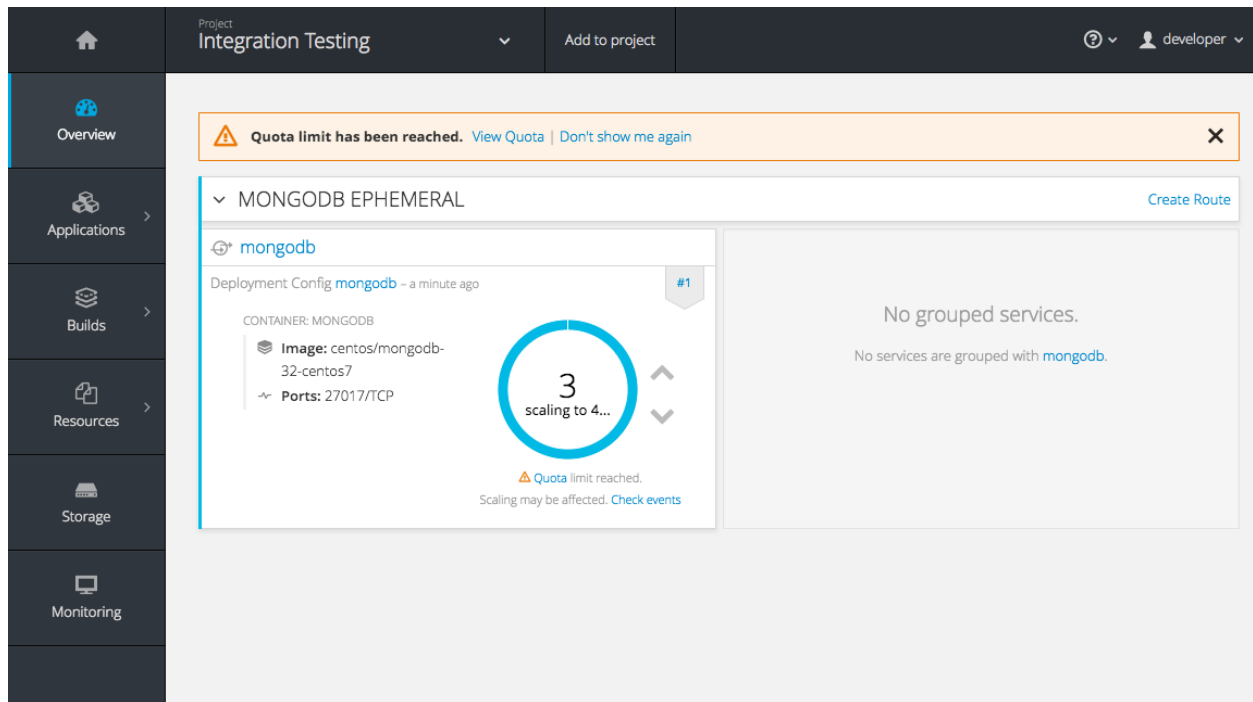 Project
Integration Testing
Add to project
developer
Overview
Applications
Builds
Resources
Storage
Monitoring
Quota limit has been reached. View Quota | Don't show me again
MONGODB EPHEMERAL
Create Route
mongodb
Deployment Config mongodb – a minute ago
#1
CONTAINER: MONGODB
Image: centos/mongodb-
32-centos7
Ports: 27017/TCP
3
scaling to 4...
Quota limit reached.
Scaling may be affected. Check events
No grouped services.
No services are grouped with mongodb.